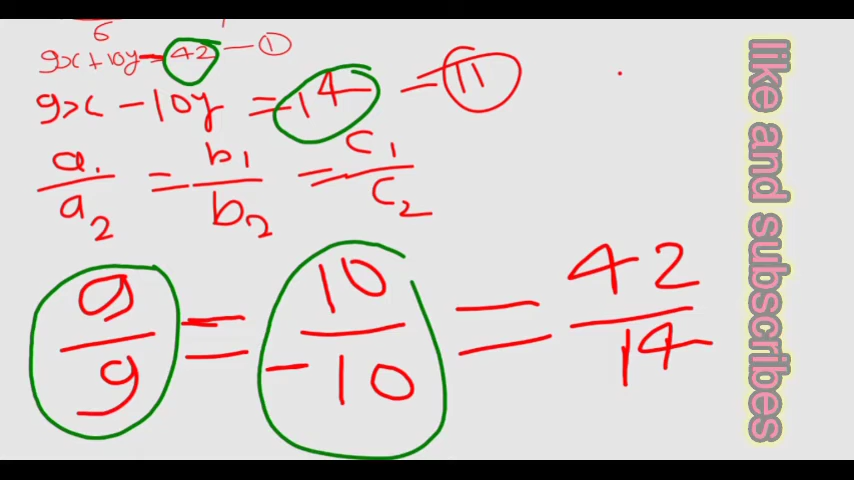 6
9x + 10y = 42 — ①
9x - 10y = 14 = ⑪
a₁/a₂ = b₁/b₂ = c₁/c₂
9/9 = 10/-10 = 42/14
like and subscribes